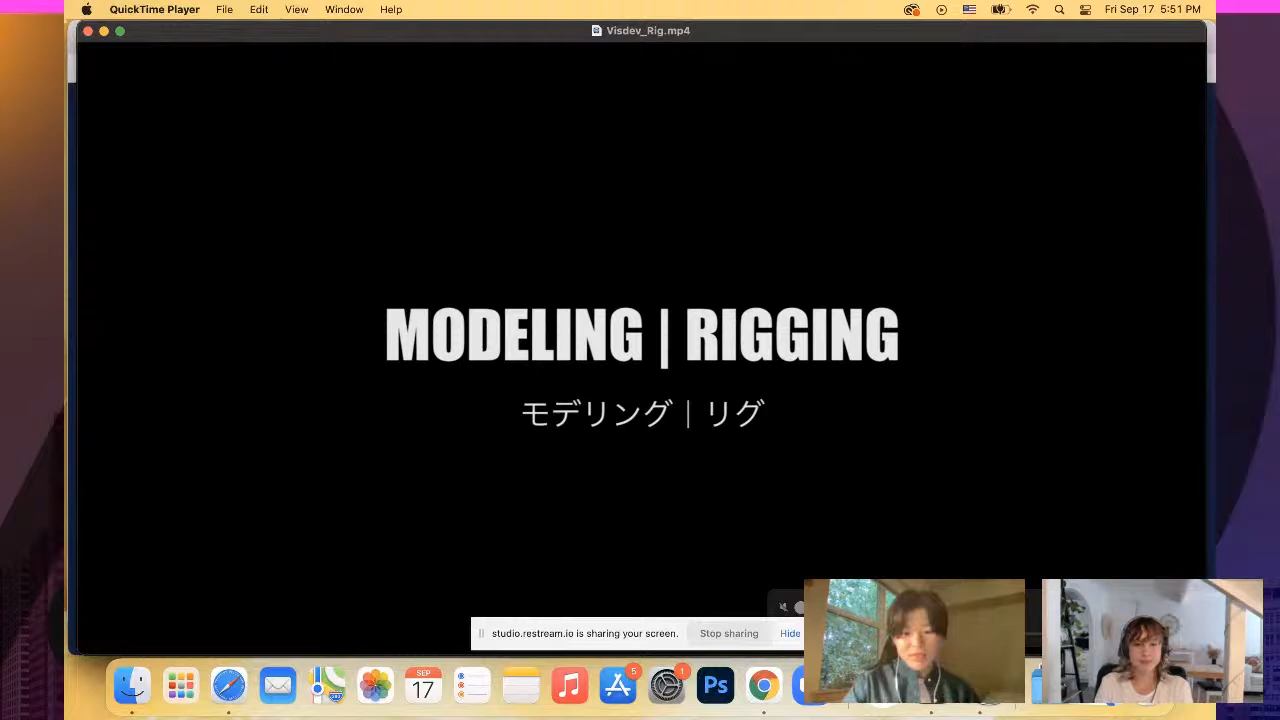 QuickTime Player File Edit View Window Help
Fri Sep 17 5:51 PM
Visdev_Rig.mp4
MODELING | RIGGING
モデリング｜リグ
studio.restream.io is sharing your screen. Stop sharing Hide
SEP
17
5
1
Ps